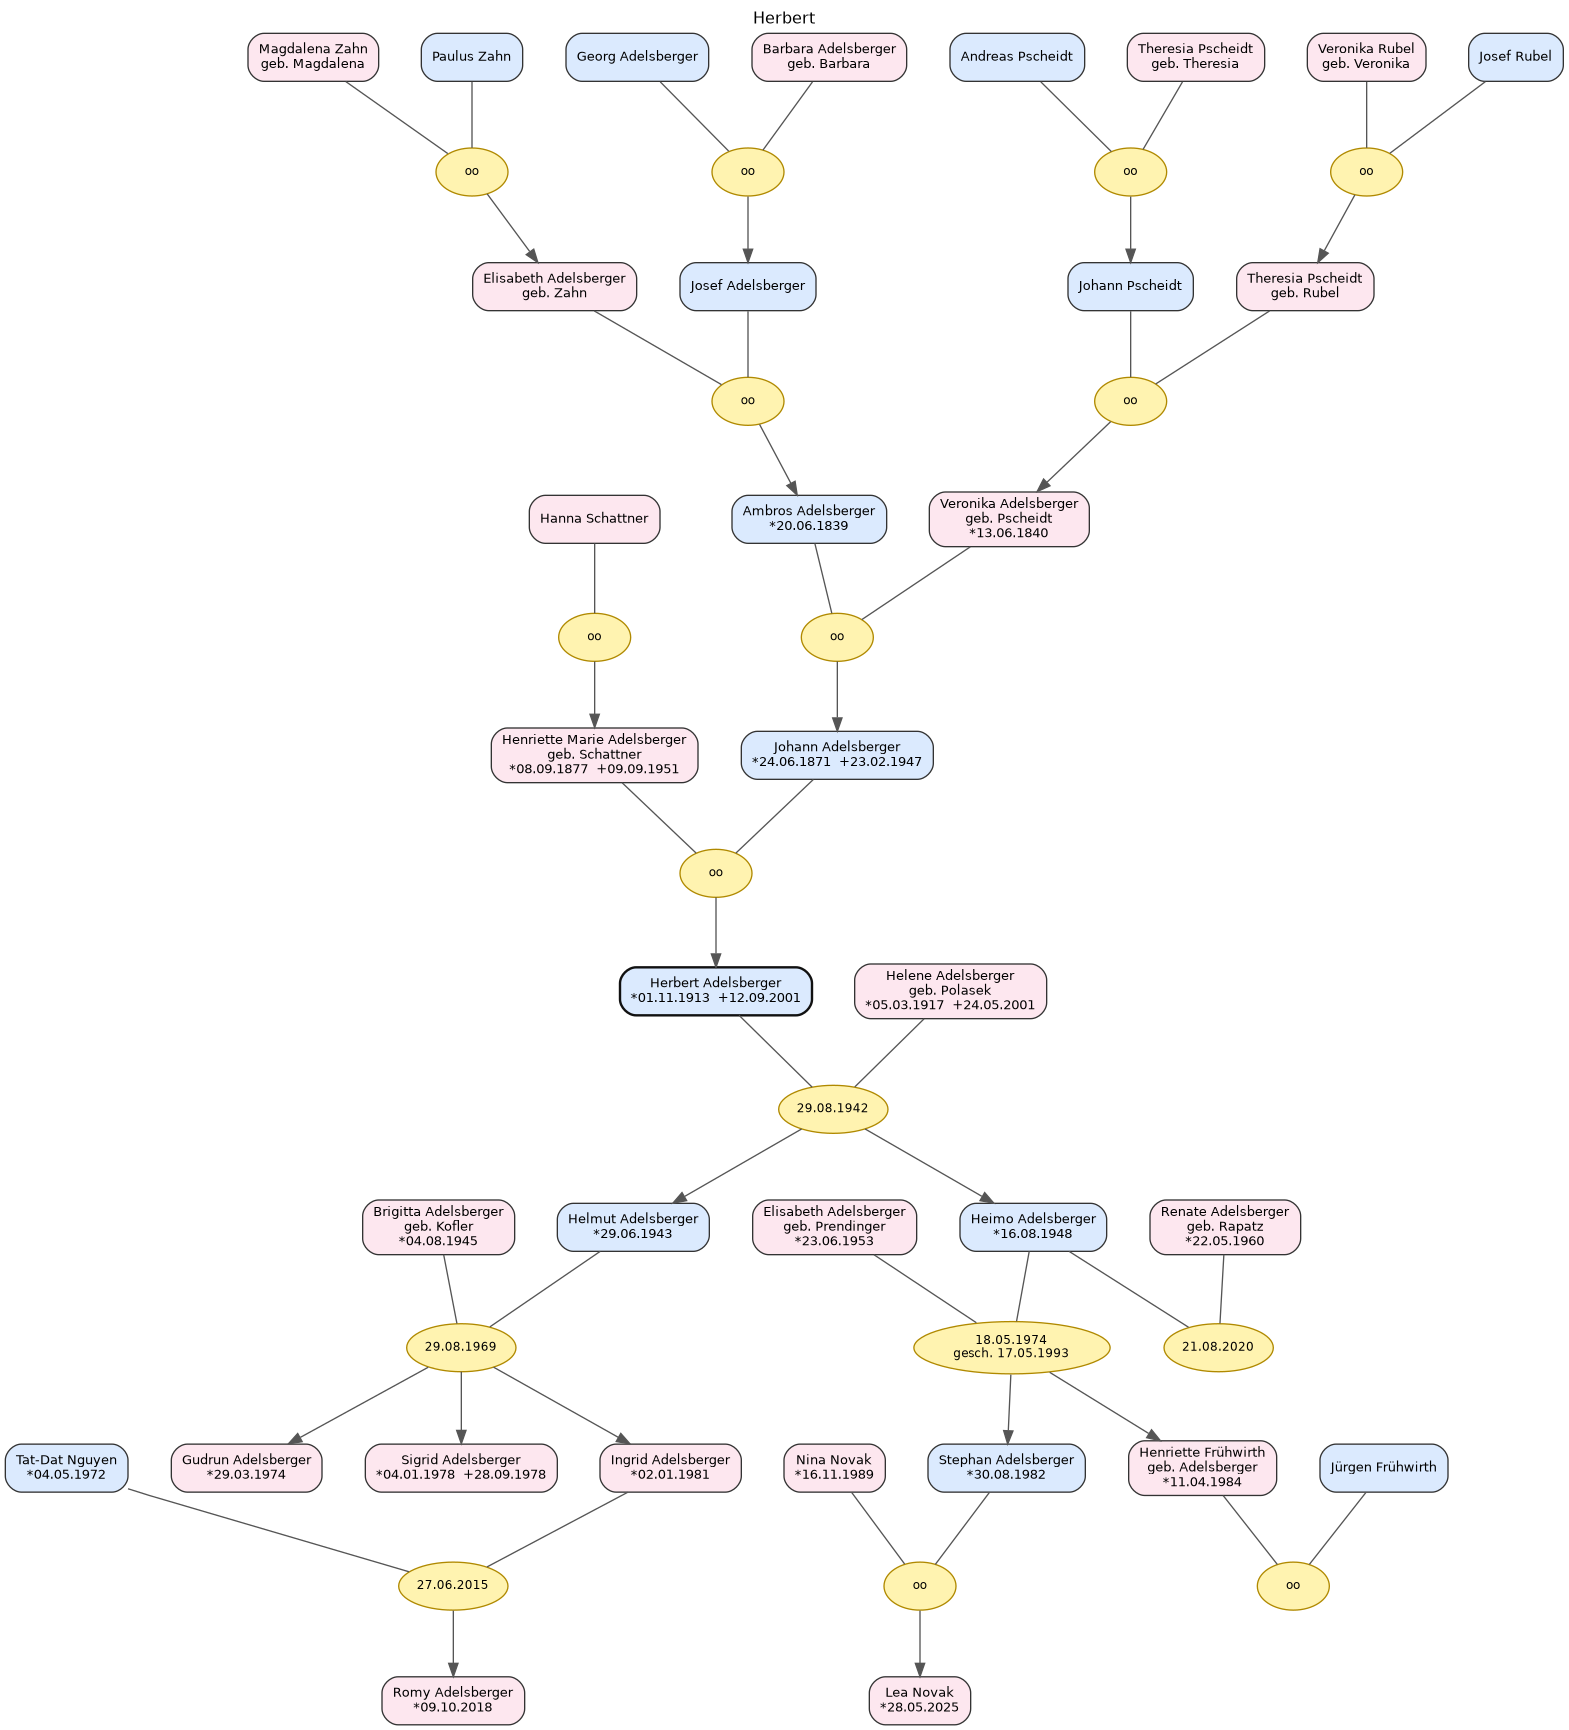 Herbert
Magdalena Zahn
geb. Magdalena
Paulus Zahn
Georg Adelsberger
Barbara Adelsberger
geb. Barbara
Andreas Pscheidt
Theresia Pscheidt
geb. Theresia
Veronika Rubel
geb. Veronika
Josef Rubel
oo
oo
oo
oo
Elisabeth Adelsberger
geb. Zahn
Josef Adelsberger
Johann Pscheidt
Theresia Pscheidt
geb. Rubel
oo
oo
Hanna Schattner
Ambros Adelsberger
*20.06.1839
Veronika Adelsberger
geb. Pscheidt
*13.06.1840
oo
oo
Henriette Marie Adelsberger
geb. Schattner
*08.09.1877  +09.09.1951
Johann Adelsberger
*24.06.1871  +23.02.1947
oo
Herbert Adelsberger
*01.11.1913  +12.09.2001
Helene Adelsberger
geb. Polasek
*05.03.1917  +24.05.2001
29.08.1942
Brigitta Adelsberger
geb. Kofler
*04.08.1945
Helmut Adelsberger
*29.06.1943
Elisabeth Adelsberger
geb. Prendinger
*23.06.1953
Heimo Adelsberger
*16.08.1948
Renate Adelsberger
geb. Rapatz
*22.05.1960
29.08.1969
18.05.1974
gesch. 17.05.1993
21.08.2020
Tat-Dat Nguyen
*04.05.1972
Gudrun Adelsberger
*29.03.1974
Sigrid Adelsberger
*04.01.1978  +28.09.1978
Ingrid Adelsberger
*02.01.1981
Nina Novak
*16.11.1989
Stephan Adelsberger
*30.08.1982
Henriette Frühwirth
geb. Adelsberger
*11.04.1984
Jürgen Frühwirth
27.06.2015
oo
oo
Romy Adelsberger
*09.10.2018
Lea Novak
*28.05.2025